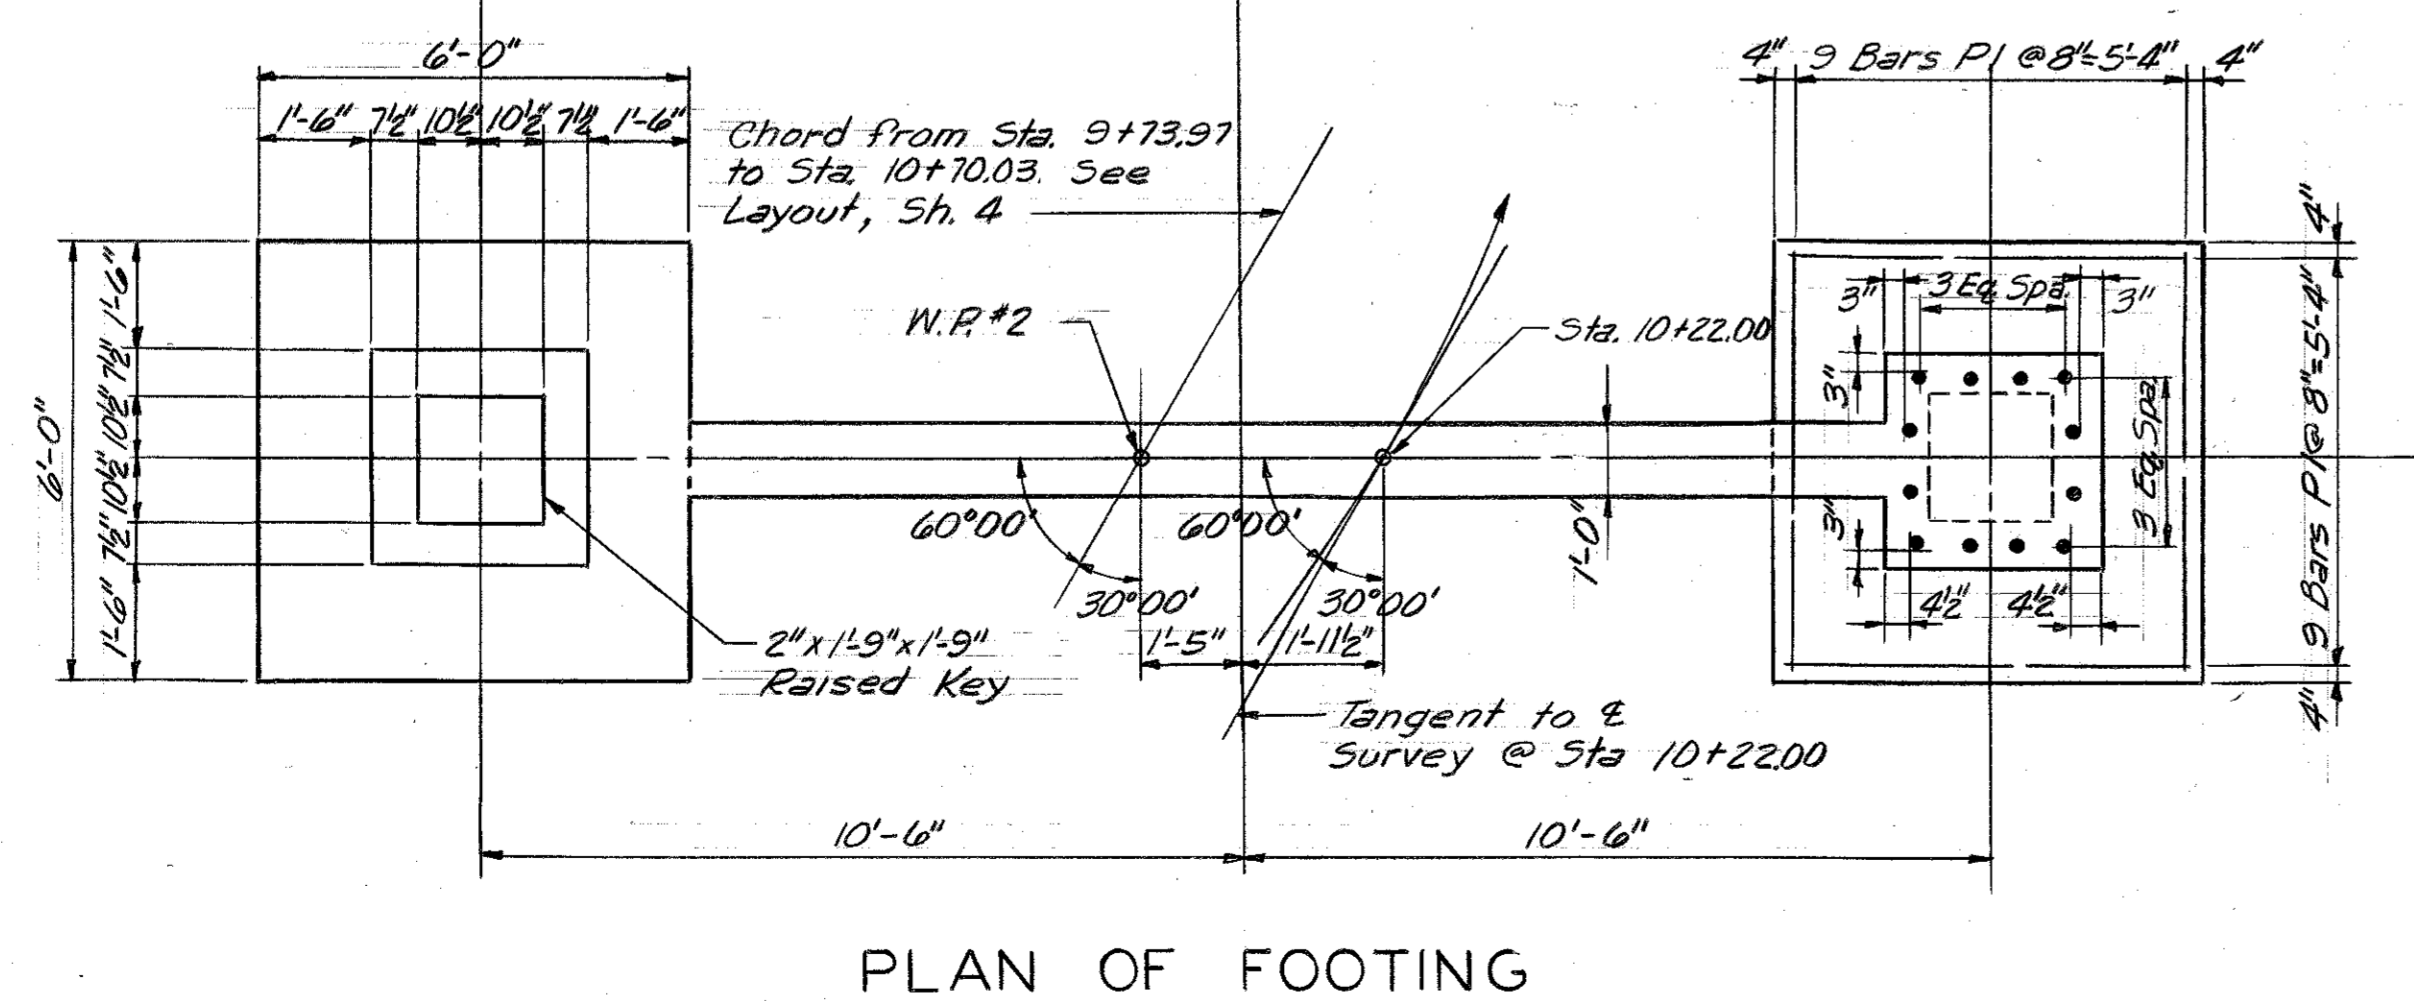 6'-0"
4" 9 Bars P1 @ 8"=5'-4" 4"
1'-6" 7½" 10½" 10½" 7½ 1'-6"
Chord from Sta. 9+73.97
to Sta. 10+70.03. See
Layout, Sh. 4
W.P. #2
Sta. 10+22.00
6'-0"
1'-6" 7½" 10½" 10½" 7½" 1'-6"
3" 3 Eq. Spa. 3"
3"
3"
3 Eq. Spa.
4½" 4½"
4" 9 Bars P1 @ 8"=5'-4" 4"
60°00' 60°00'
1'-0"
30°00' 30°00'
1'-5" 1'-11½"
2" x 1'-9" x 1'-9"
Raised Key
Tangent to ℄
Survey @ Sta 10+22.00
10'-6" 10'-6"
PLAN OF FOOTING